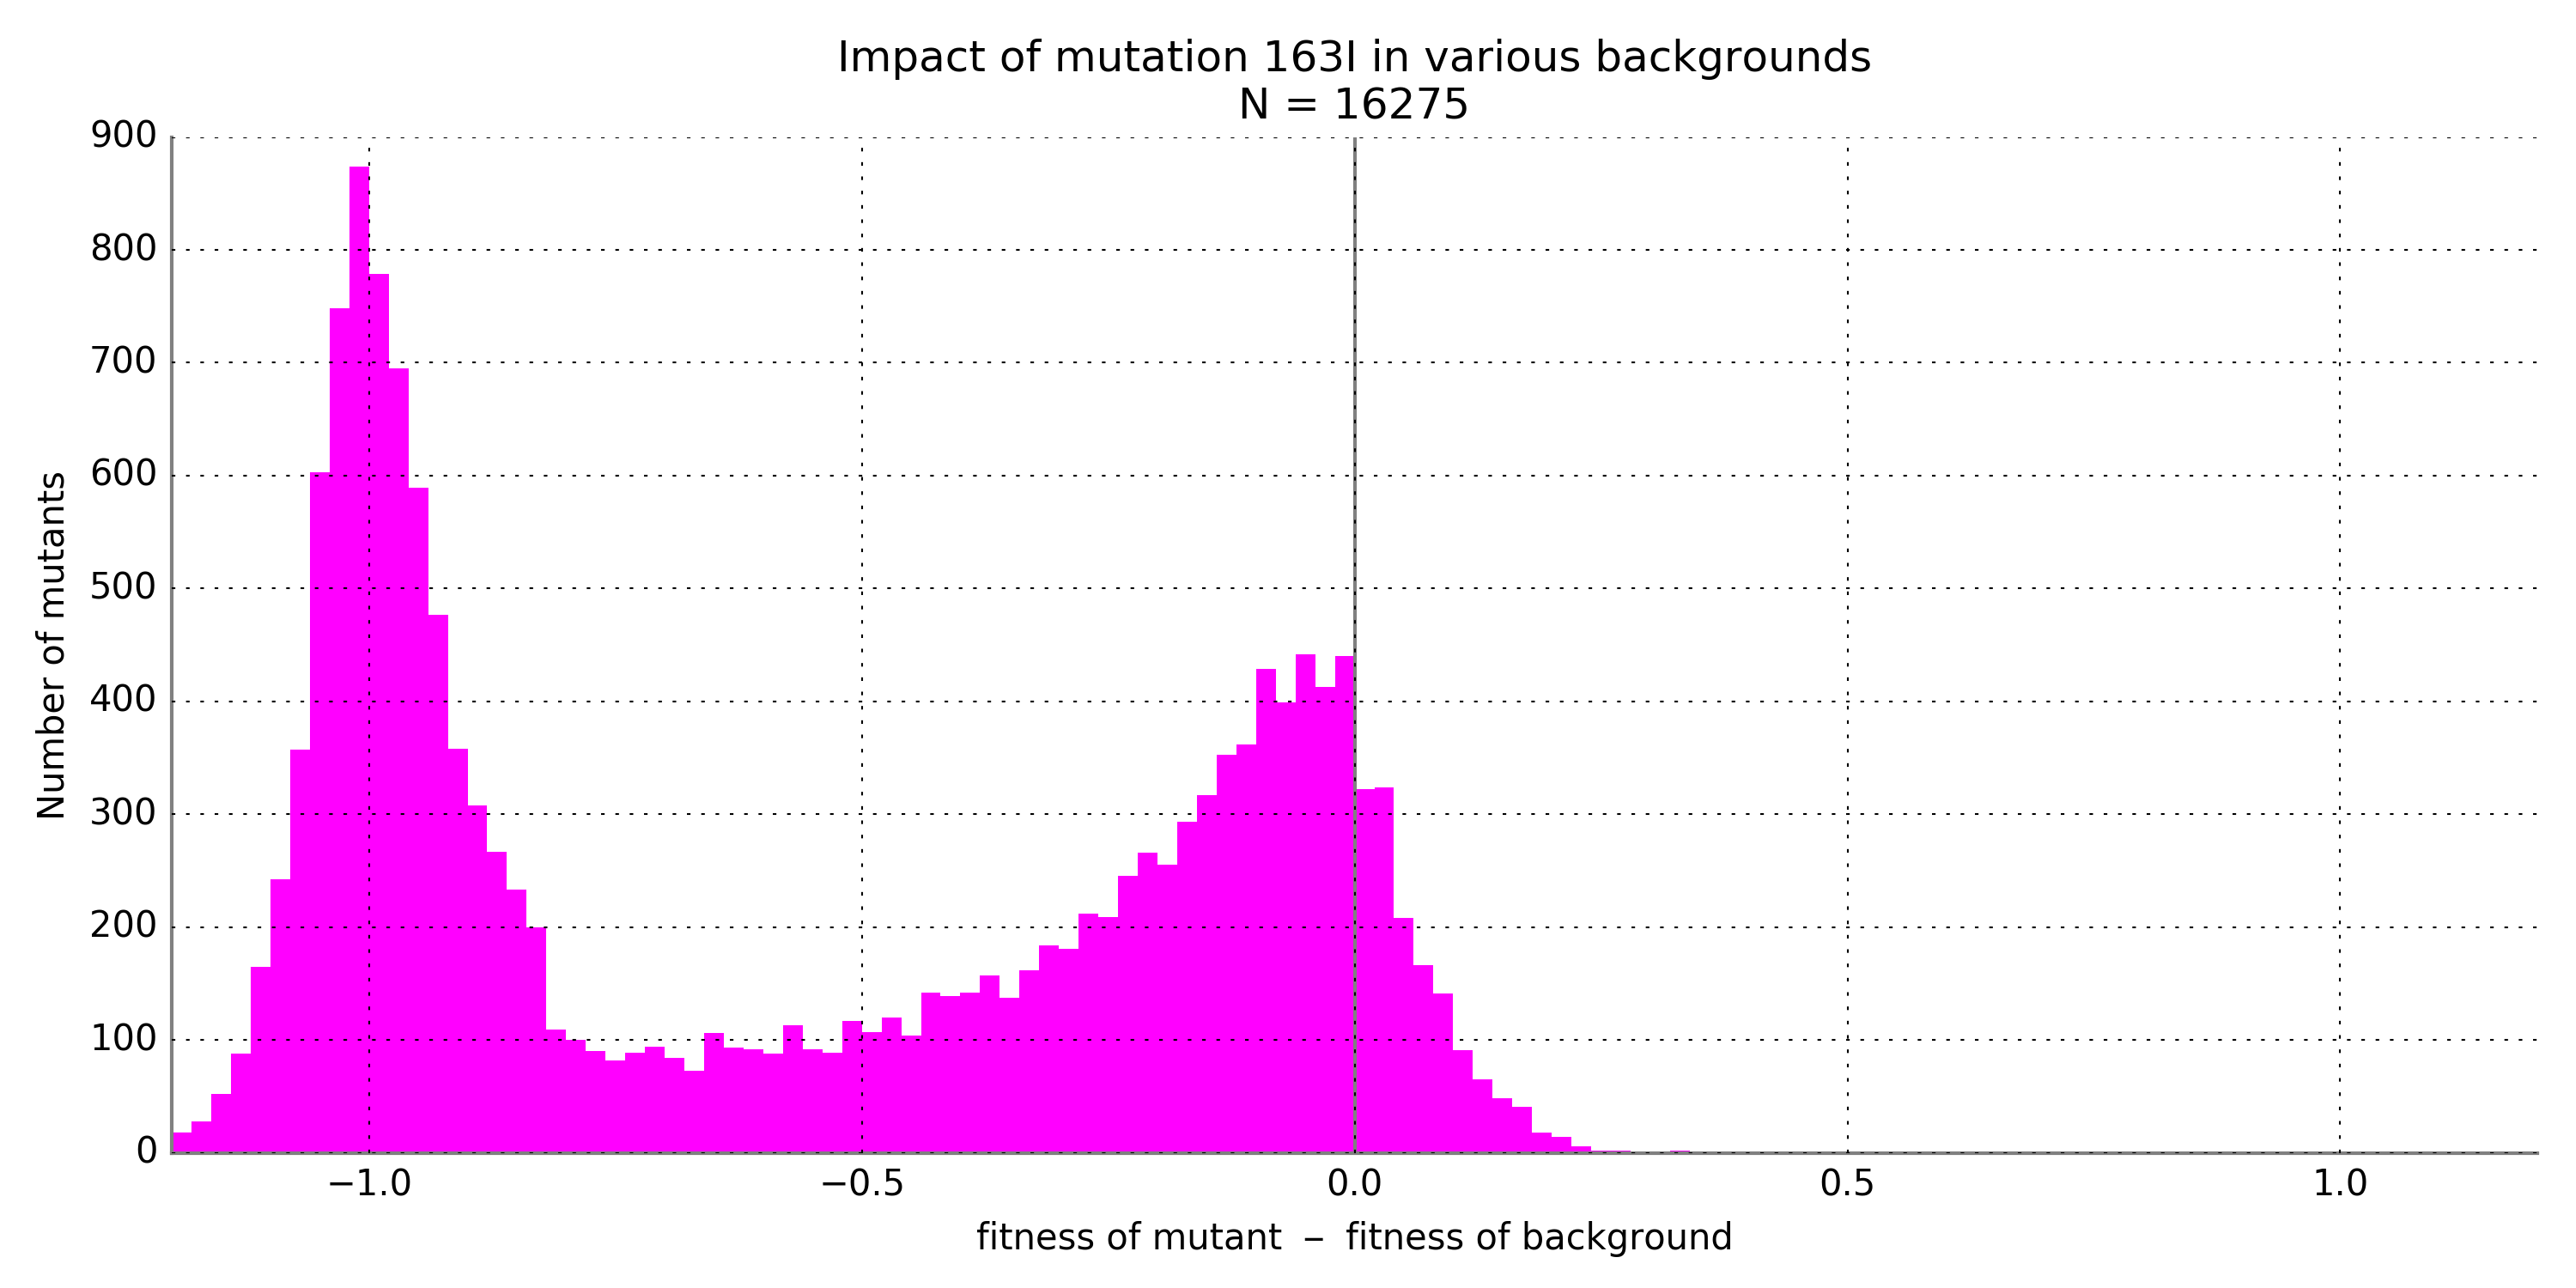 Impact of mutation 163I in various backgrounds
N = 16275
900
800
700
600
500
400
300
200
100
0
Number of mutants
−1.0 −0.5 0.0 0.5 1.0
fitness of mutant − fitness of background